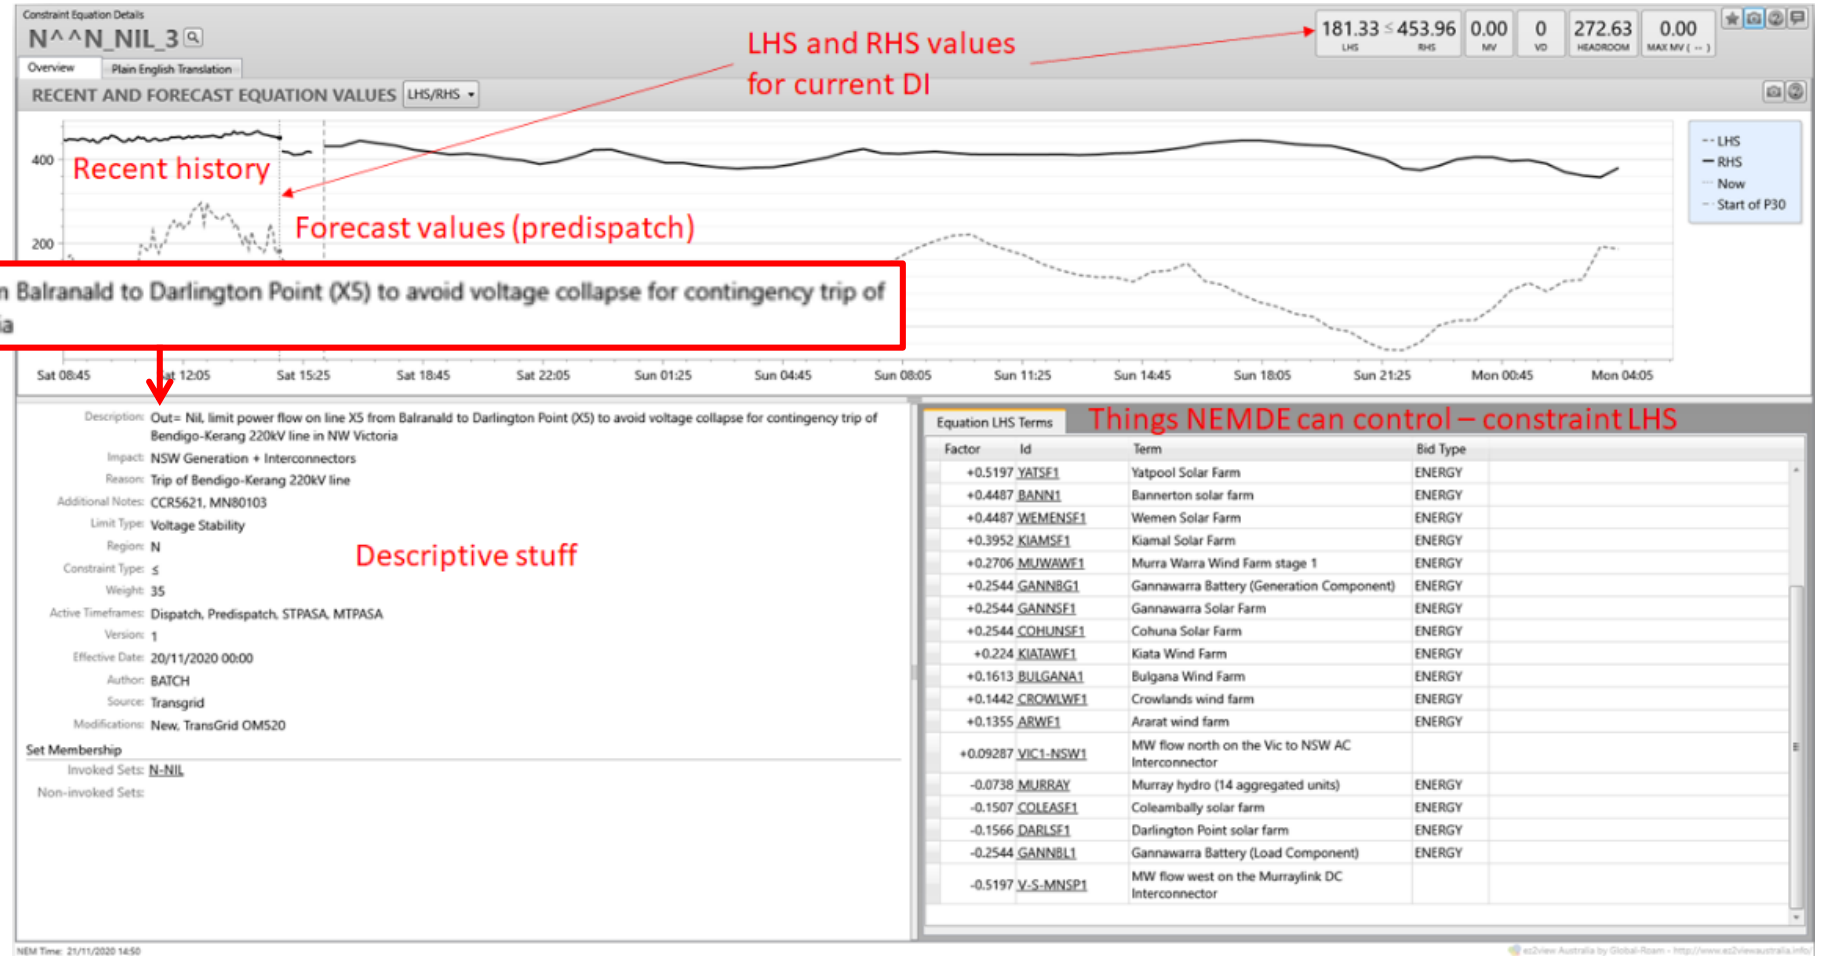 Constraint Equation Details
N^^N_NIL_3
181.33 ≤ 453.96 0.00 0 272.63 0.00
LHS RHS MV VO HEADROOM MAX MV ( -- )
Overview Plain English Translation
LHS and RHS values
for current DI
RECENT AND FORECAST EQUATION VALUES LHS/RHS
400
200
Recent history
Forecast values (predispatch)
LHS
RHS
Now
Start of P30
n Balranald to Darlington Point (X5) to avoid voltage collapse for contingency trip of
ia
Sat 08:45 Sat 12:05 Sat 15:25 Sat 18:45 Sat 22:05 Sun 01:25 Sun 04:45 Sun 08:05 Sun 11:25 Sun 14:45 Sun 18:05 Sun 21:25 Mon 00:45 Mon 04:05
Description: Out= Nil, limit power flow on line X5 from Balranald to Darlington Point (X5) to avoid voltage collapse for contingency trip of
Bendigo-Kerang 220kV line in NW Victoria
Impact: NSW Generation + Interconnectors
Reason: Trip of Bendigo-Kerang 220kV line
Additional Notes: CCR5621, MN80103
Limit Type: Voltage Stability
Region: N
Constraint Type: ≤
Weight: 35
Active Timeframes: Dispatch, Predispatch, STPASA, MTPASA
Version: 1
Effective Date: 20/11/2020 00:00
Author: BATCH
Source: Transgrid
Modifications: New, TransGrid OM520
Descriptive stuff
Set Membership
Invoked Sets: N-NIL
Non-invoked Sets:
Equation LHS Terms
Things NEMDE can control – constraint LHS
Factor Id Term Bid Type
+0.5197 YATSF1 Yatpool Solar Farm ENERGY
+0.4487 BANN1 Bannerton solar farm ENERGY
+0.4487 WEMENSF1 Wemen Solar Farm ENERGY
+0.3952 KIAMSF1 Kiamal Solar Farm ENERGY
+0.2706 MUWAWF1 Murra Warra Wind Farm stage 1 ENERGY
+0.2544 GANNBG1 Gannawarra Battery (Generation Component) ENERGY
+0.2544 GANNSF1 Gannawarra Solar Farm ENERGY
+0.2544 COHUNSF1 Cohuna Solar Farm ENERGY
+0.224 KIATAWF1 Kiata Wind Farm ENERGY
+0.1613 BULGANA1 Bulgana Wind Farm ENERGY
+0.1442 CROWLWF1 Crowlands wind farm ENERGY
+0.1355 ARWF1 Ararat wind farm ENERGY
+0.09287 VIC1-NSW1 MW flow north on the Vic to NSW AC
Interconnector
-0.0738 MURRAY Murray hydro (14 aggregated units) ENERGY
-0.1507 COLEASF1 Coleambally solar farm ENERGY
-0.1566 DARLSF1 Darlington Point solar farm ENERGY
-0.2544 GANNBL1 Gannawarra Battery (Load Component) ENERGY
-0.5197 V-S-MNSP1 MW flow west on the Murraylink DC
Interconnector
NEM Time: 21/11/2020 14:50
ez2view Australia by Global-Roam - http://www.ez2viewaustralia.info/